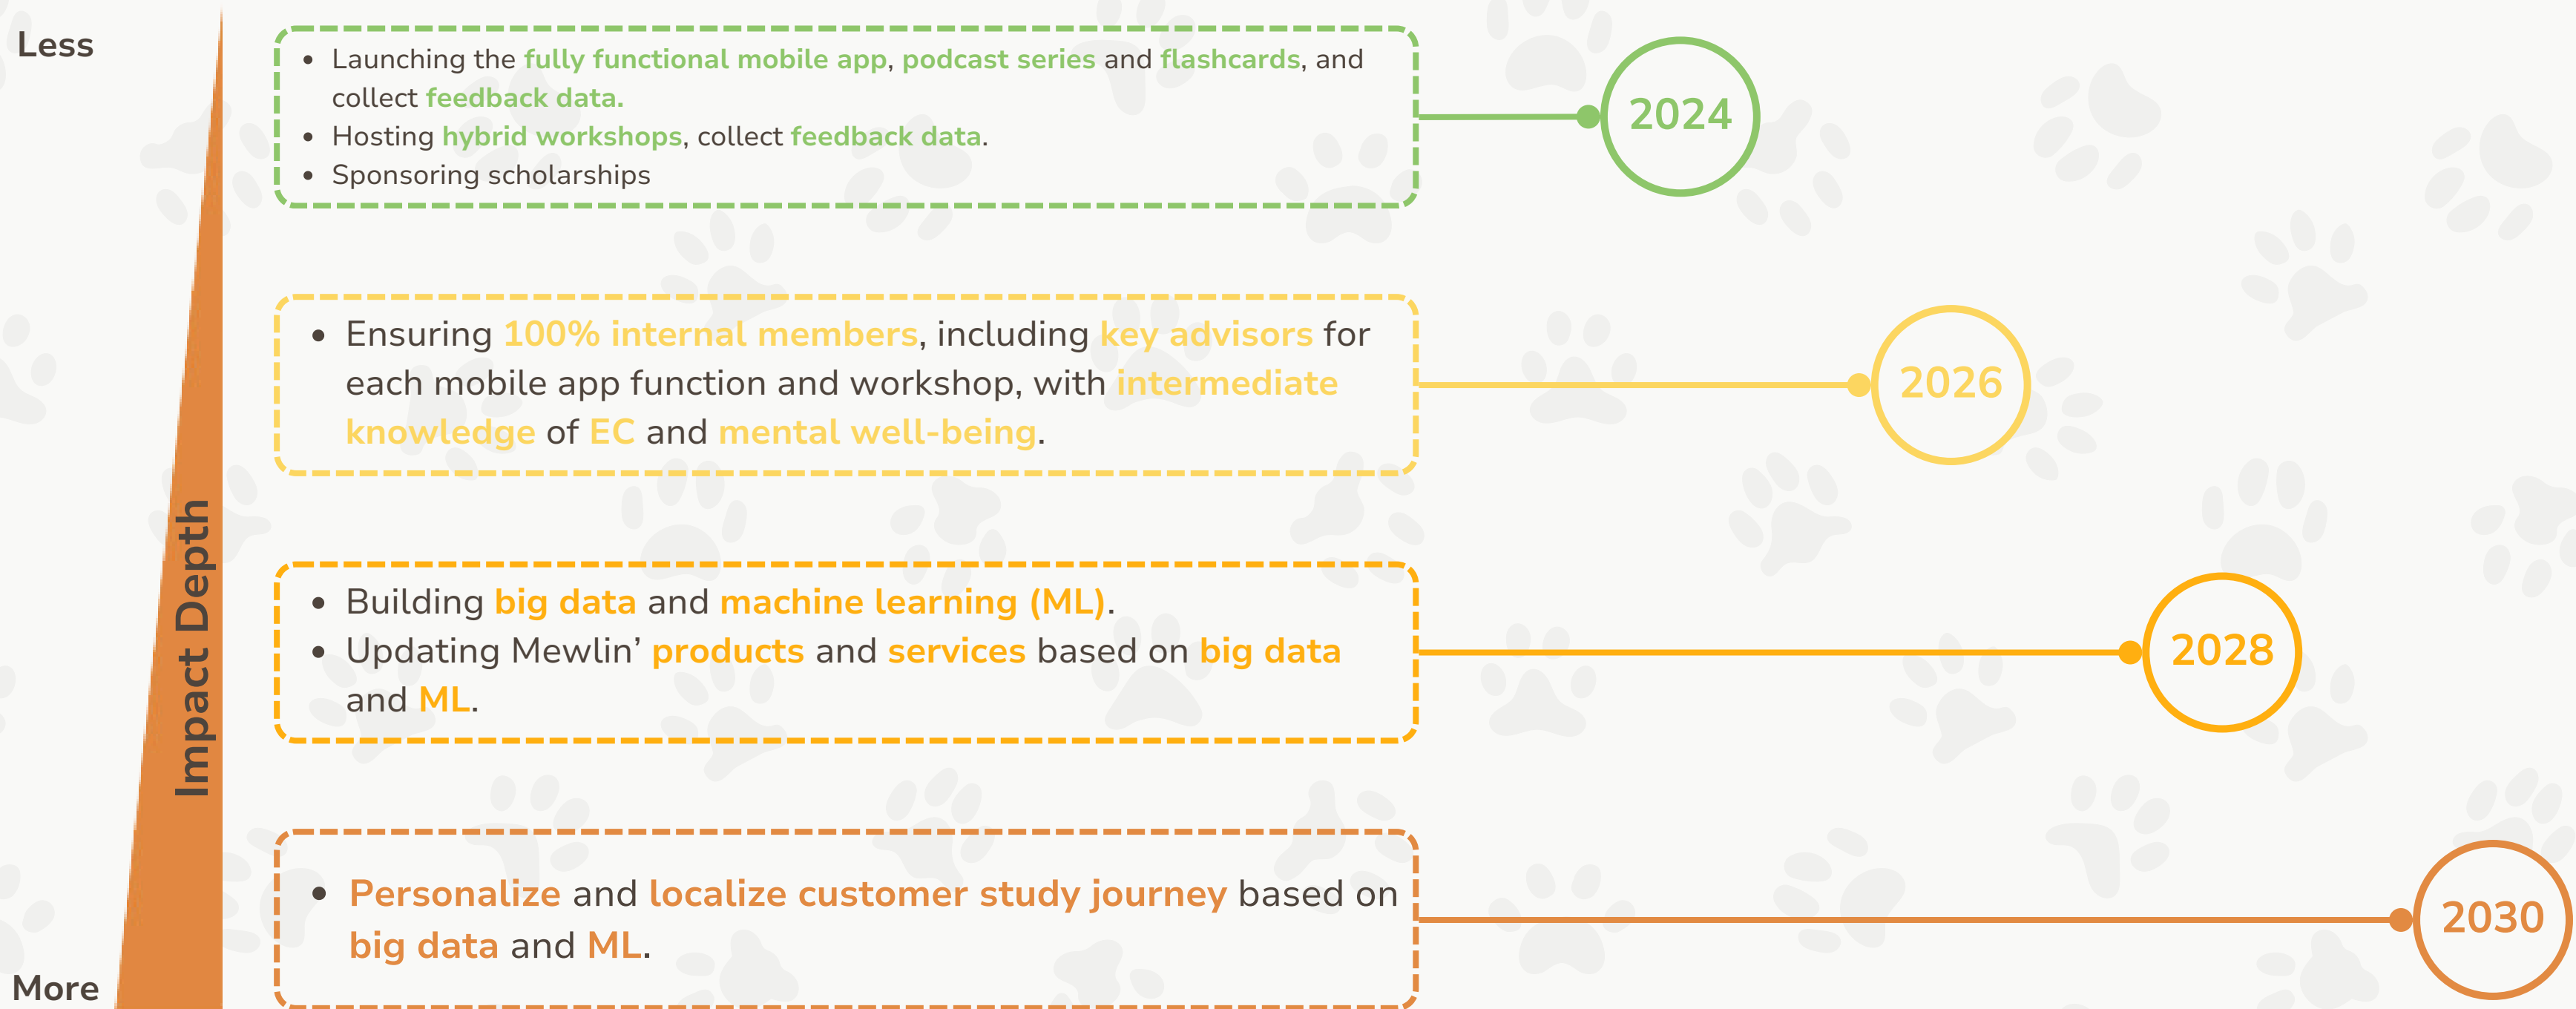 Less
• Launching the fully functional mobile app, podcast series and flashcards, and
collect feedback data.
• Hosting hybrid workshops, collect feedback data.
• Sponsoring scholarships
2024
• Ensuring 100% internal members, including key advisors for
each mobile app function and workshop, with intermediate
knowledge of EC and mental well-being.
2026
Impact Depth
• Building big data and machine learning (ML).
• Updating Mewlin’ products and services based on big data
and ML.
2028
• Personalize and localize customer study journey based on
big data and ML.
2030
More